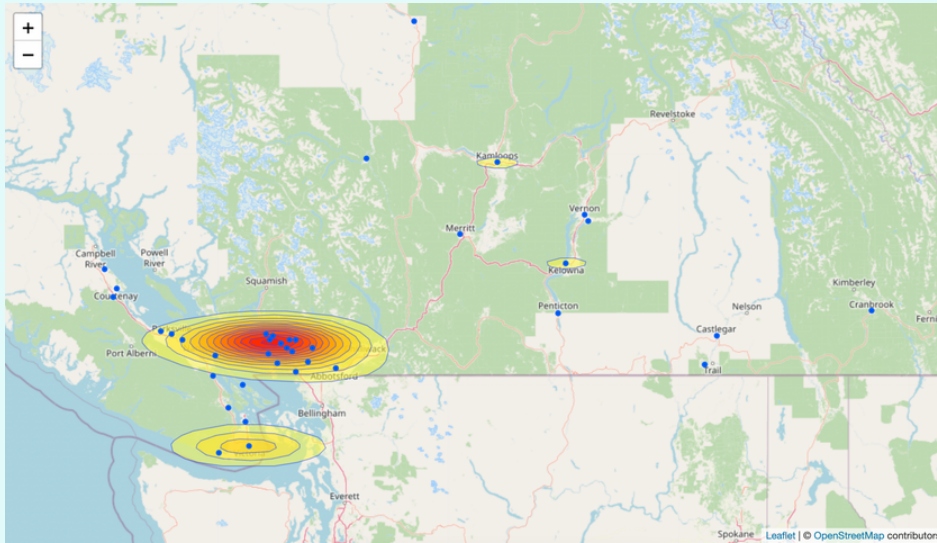 +
−
Revelstoke
Kamloops
Vernon
Merritt
Campbell
River
Powell
River
Kelowna
Squamish
Kimberley
Courtenay
Penticton
Nelson
Cranbrook
Castlegar
Port Alberni
Trail
Abbotsford
Bellingham
Everett
Spokane
Leaflet | © OpenStreetMap contributors